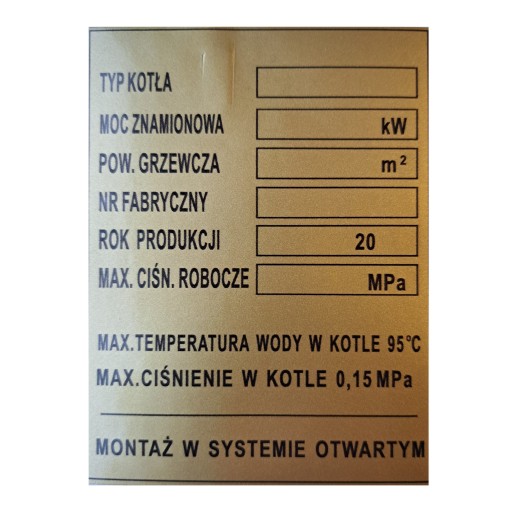 TYP KOTŁA
MOC ZNAMIONOWA kW
POW. GRZEWCZA m²
NR FABRYCZNY
ROK PRODUKCJI 20
MAX. CIŚN. ROBOCZE MPa
MAX.TEMPERATURA WODY W KOTLE 95°C
MAX.CIŚNIENIE W KOTLE 0,15 MPa
MONTAŻ W SYSTEMIE OTWARTYM